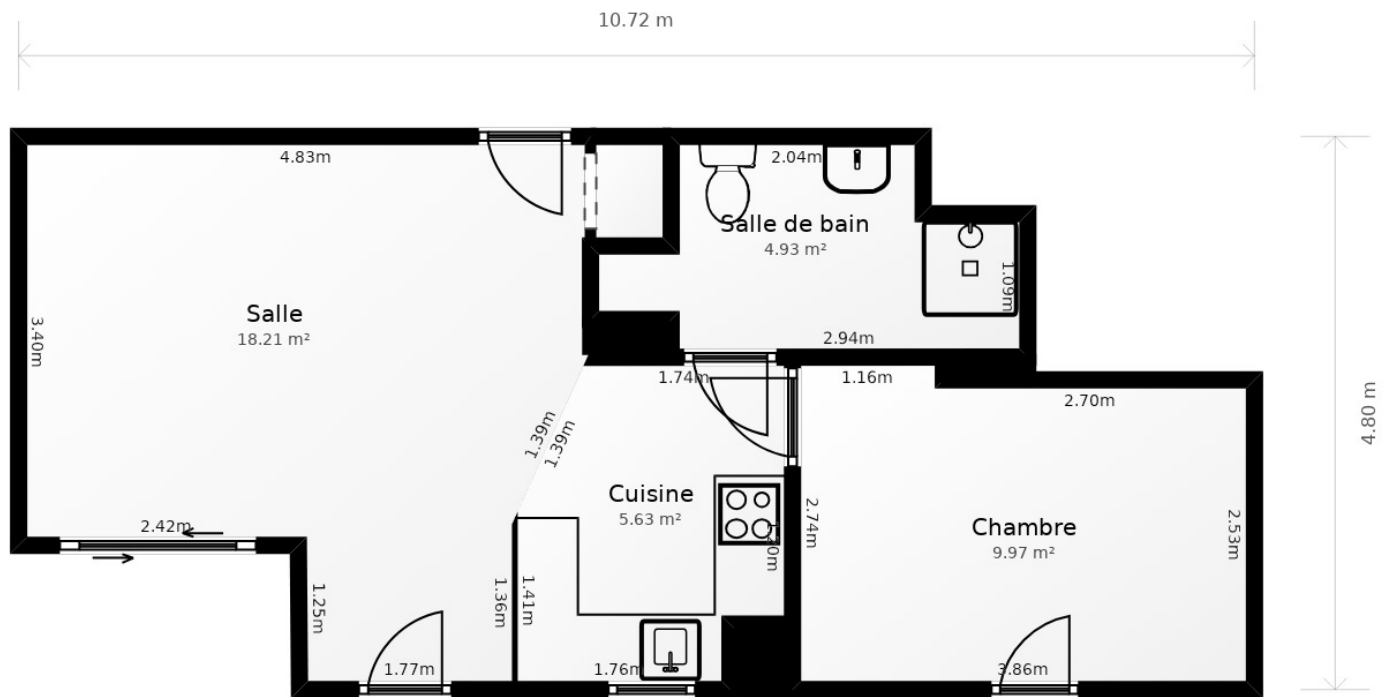 10.72 m
4.83m
2.04m
Salle de bain
4.93 m²
1.09m
Salle
18.21 m²
3.40m
2.94m
1.74m
1.16m
2.70m
4.80 m
1.39m
1.39m
Cuisine
5.63 m²
2.74m
Chambre
9.97 m²
2.53m
2.42m
1.25m
1.36m
1.41m
1.77m
1.76m
3.86m